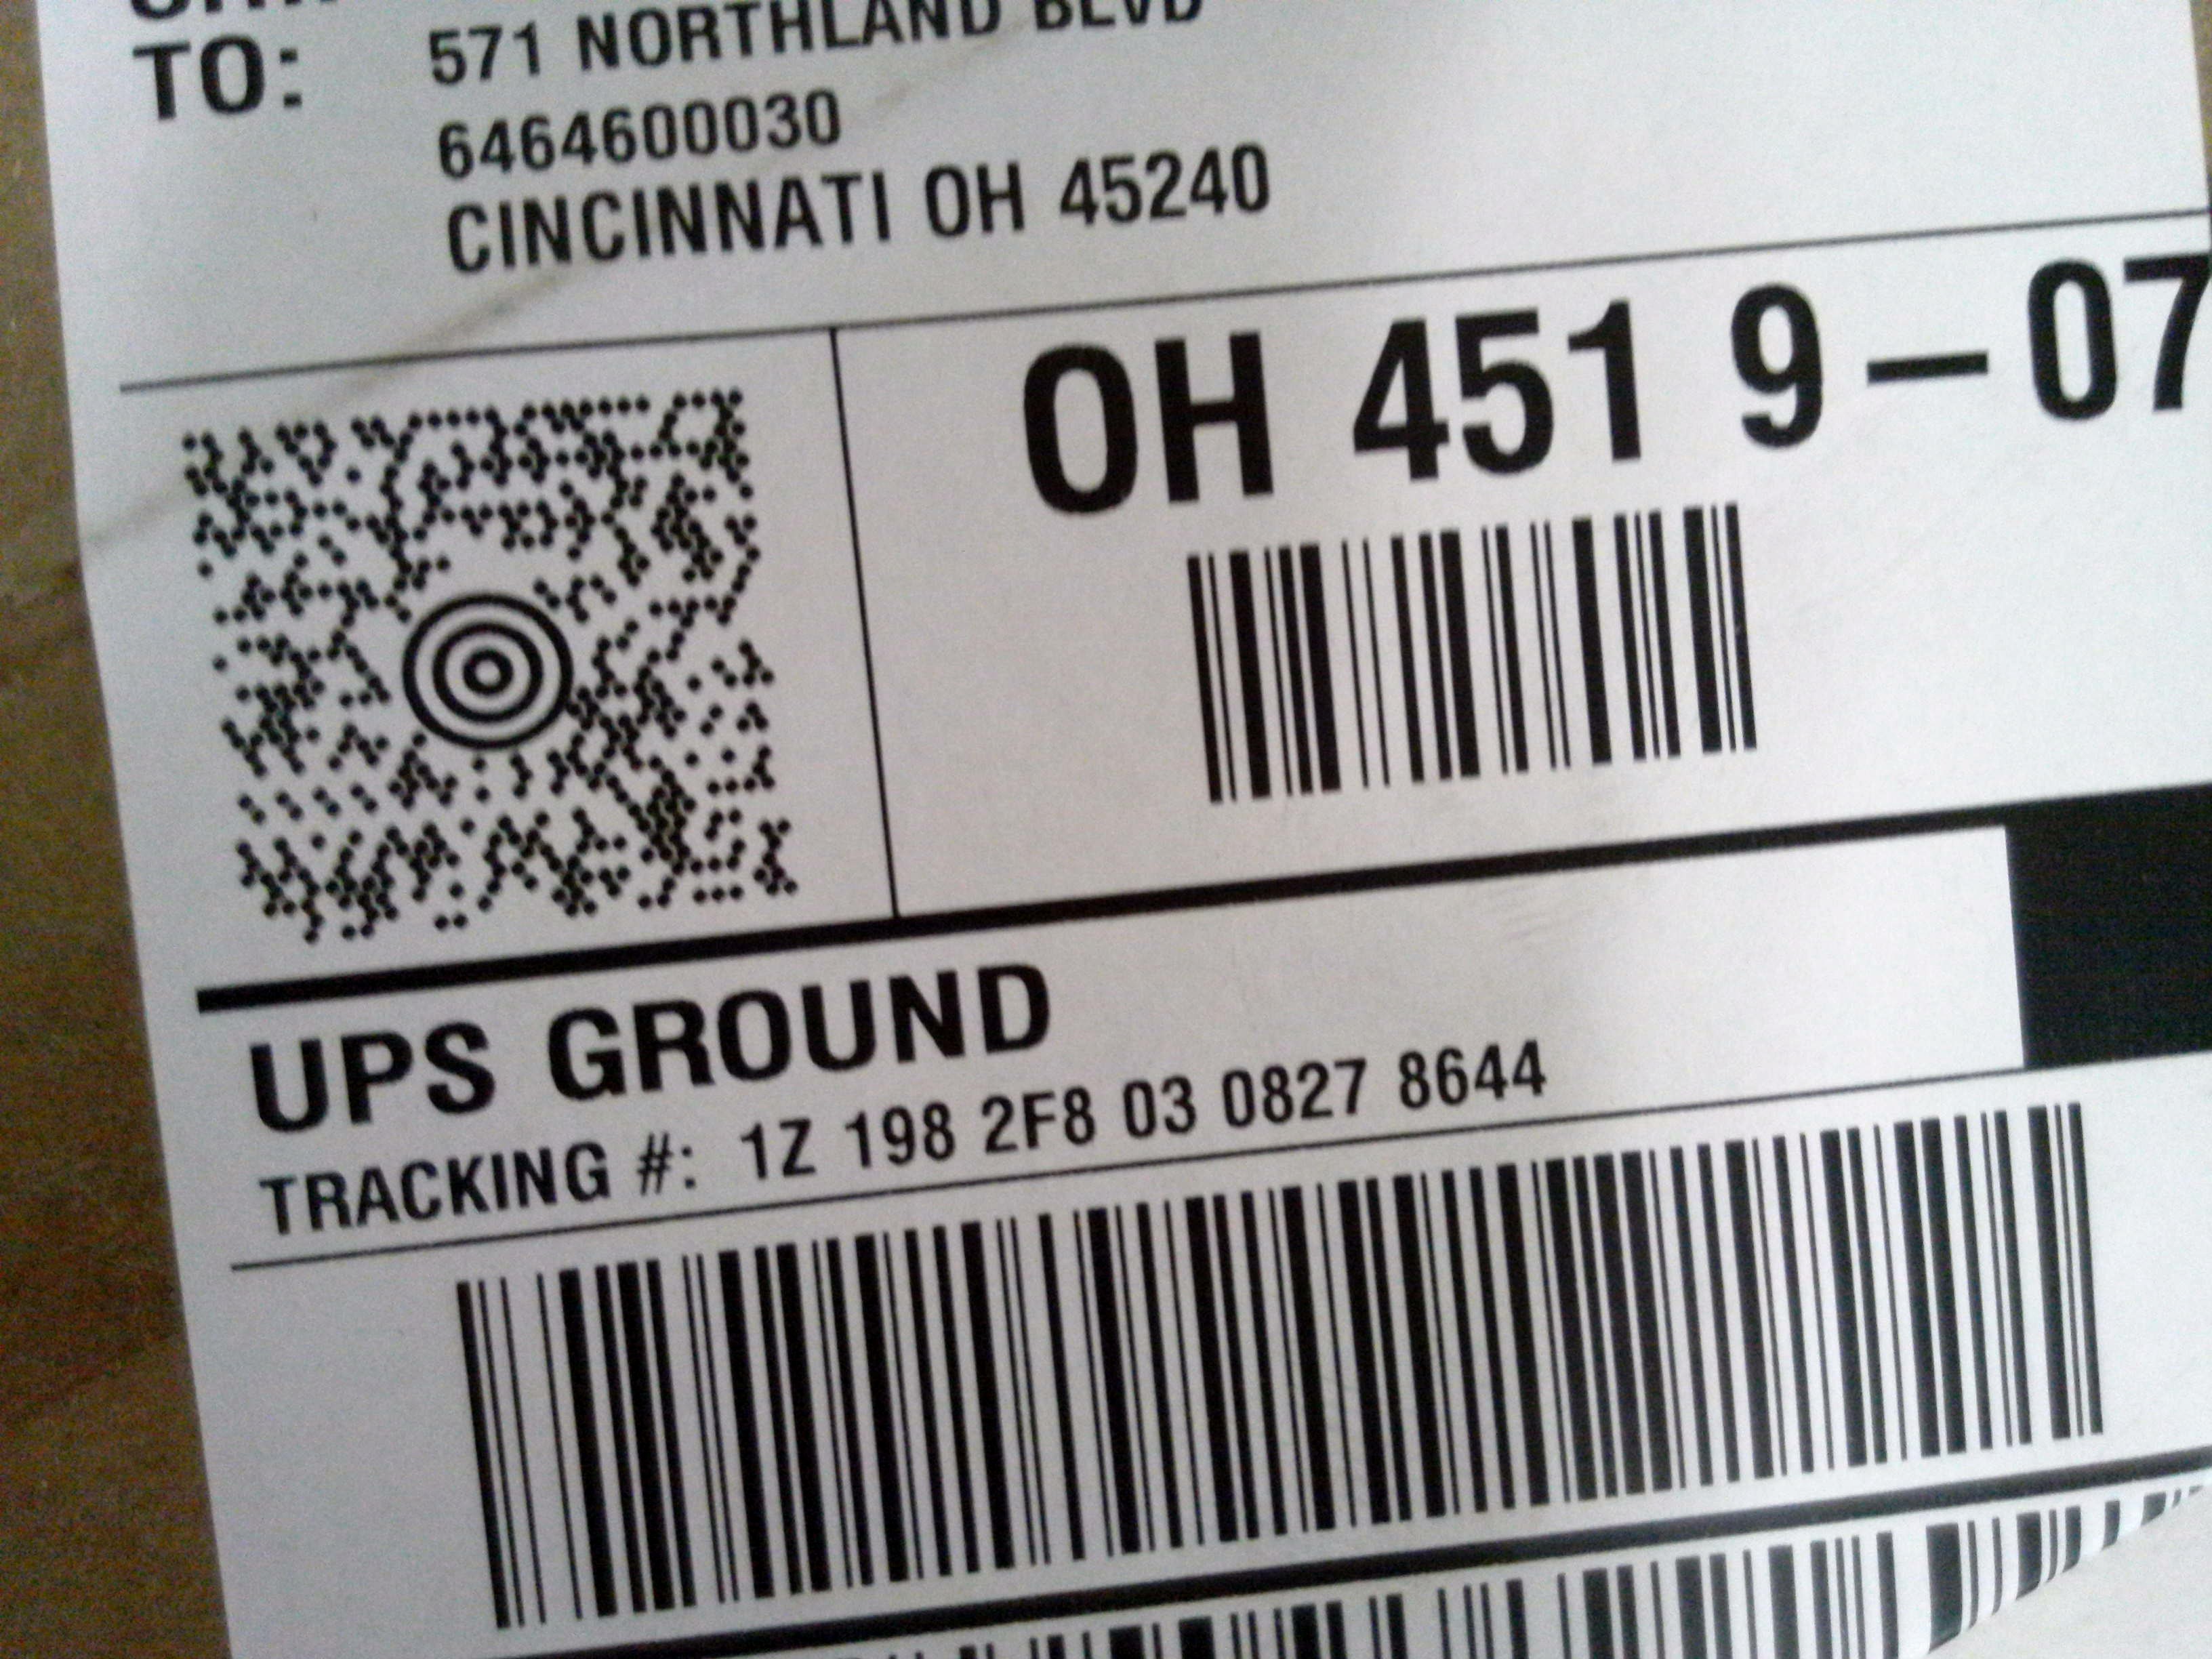 TO:
571 NORTHLAND BLVD
6464600030
CINCINNATI OH 45240
OH 451 9-07
UPS GROUND
TRACKING #: 1Z 198 2F8 03 0827 8644